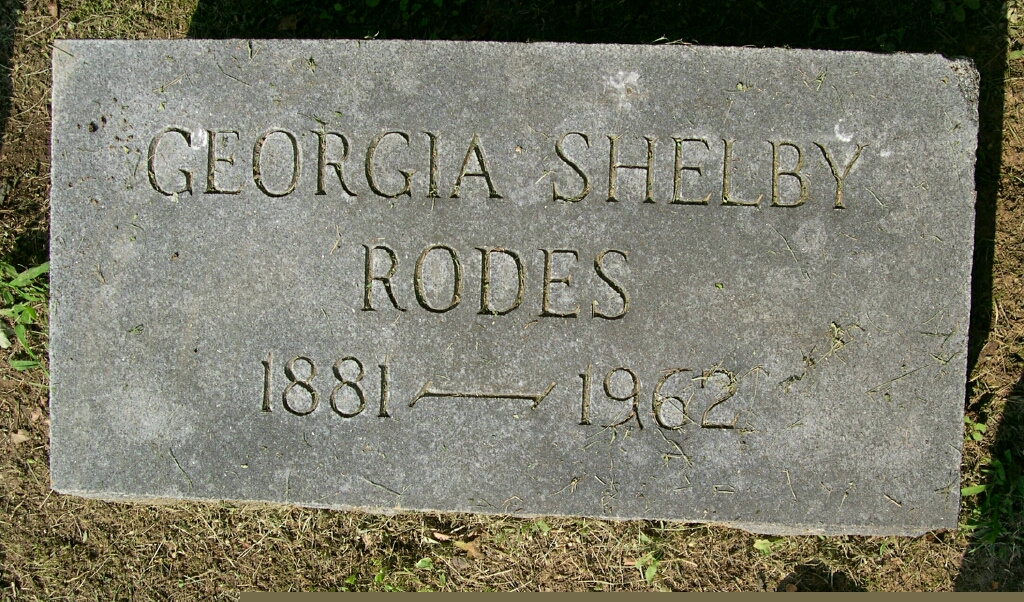 GEORGIA SHELBY
RODES
1881 — 1962